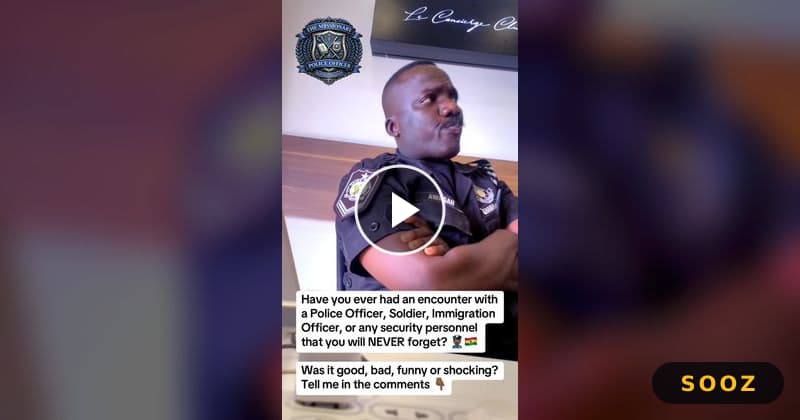 Le Concierge
THE MISSIONARY
POLICE OFFICER
Have you ever had an encounter with
a Police Officer, Soldier, Immigration
Officer, or any security personnel
that you will NEVER forget? 👮🏿🇬🇭
Was it good, bad, funny or shocking?
Tell me in the comments 👇🏿
SOOZ